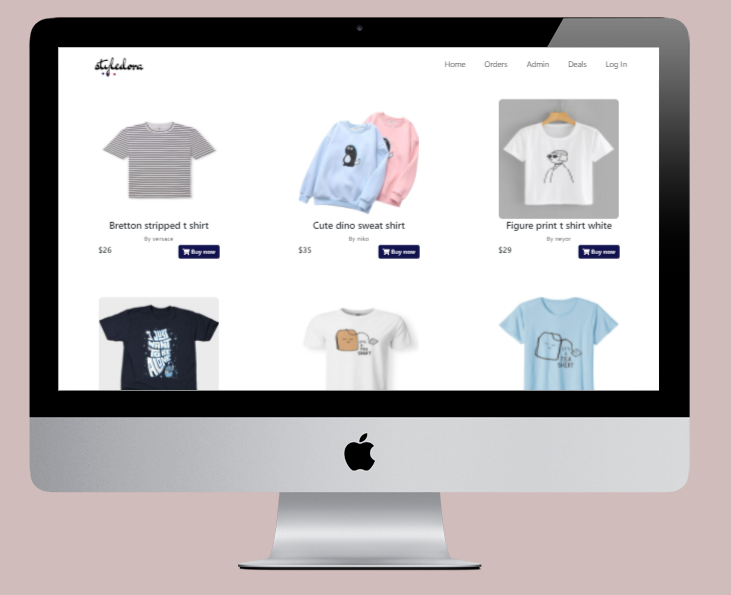 styledora
Home Orders Admin Deals Log In
Bretton stripped t shirt
By versace
$26
Buy now
Cute dino sweat shirt
By niko
$35
Buy now
Figure print t shirt white
By neyor
$29
Buy now
I JUST
WANT
TO BE
ALONE
TEA
SHIRT
TEA
SHIRT